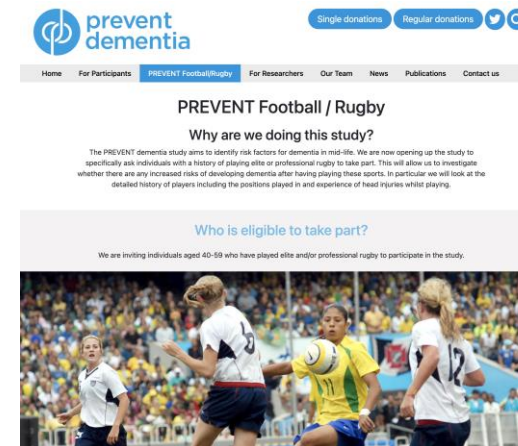 prevent
dementia
Single donations Regular donations
Home For Participants PREVENT Football/Rugby For Researchers Our Team News Publications Contact us
PREVENT Football / Rugby
Why are we doing this study?
The PREVENT dementia study aims to identify risk factors for dementia in mid-life. We are now opening up the study to
specifically ask individuals with a history of playing elite or professional rugby to take part. This will allow us to investigate
whether there are any increased risks of developing dementia after having playing these sports. In particular we will look at the
detailed history of players including the positions played in and experience of head injuries whilst playing.
Who is eligible to take part?
We are inviting individuals aged 40-59 who have played elite and/or professional rugby to participate in the study.
6
11
12